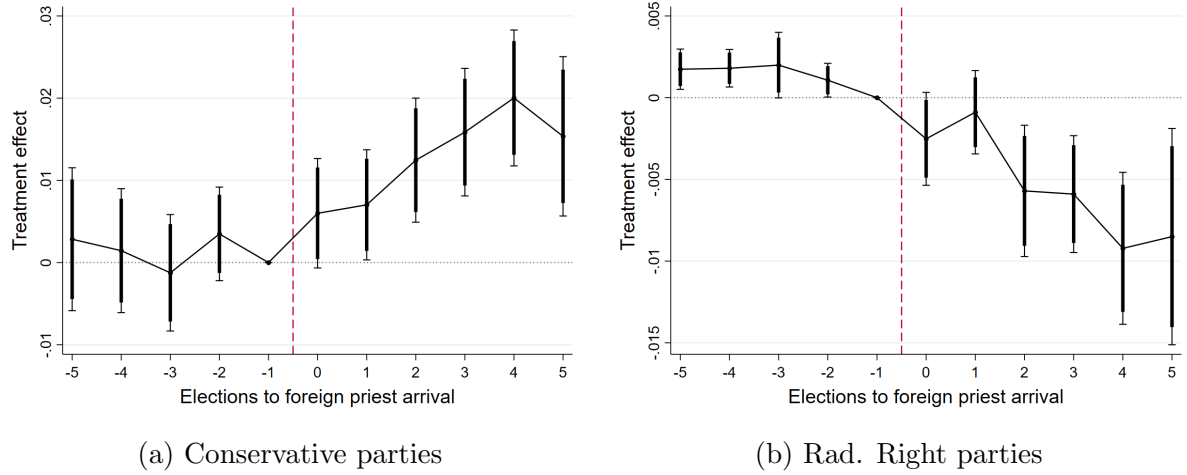 Treatment effect
.03
.02
.01
0
-.01
-5 -4 -3 -2 -1 0 1 2 3 4 5
Elections to foreign priest arrival
(a) Conservative parties
Treatment effect
.005
0
-.005
-.01
-.015
-5 -4 -3 -2 -1 0 1 2 3 4 5
Elections to foreign priest arrival
(b) Rad. Right parties